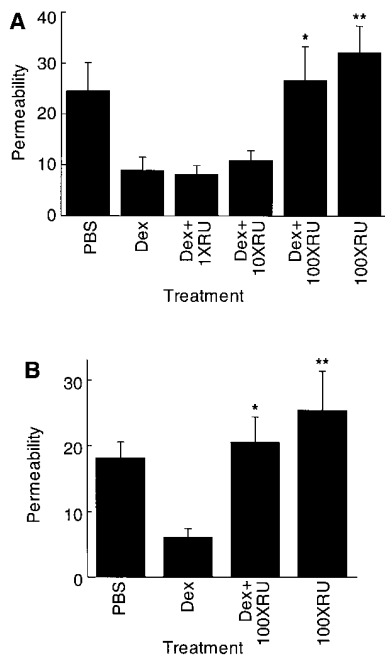 A
40
30
20
10
0
Permeability
*
**
PBS
Dex
Dex+
1XRU
Dex+
10XRU
Dex+
100XRU
100XRU
Treatment
B
30
20
10
0
Permeability
*
**
PBS
Dex
Dex+
100XRU
100XRU
Treatment